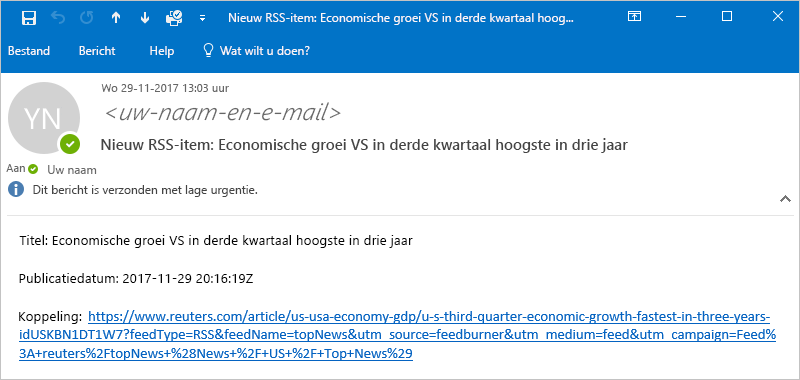 Nieuw RSS-item: Economische groei VS in derde kwartaal hoog...
Bestand Bericht Help Wat wilt u doen?
Wo 29-11-2017 13:03 uur
YN
<uw-naam-en-e-mail>
Nieuw RSS-item: Economische groei VS in derde kwartaal hoogste in drie jaar
Aan Uw naam
Dit bericht is verzonden met lage urgentie.
Titel: Economische groei VS in derde kwartaal hoogste in drie jaar
Publicatiedatum: 2017-11-29 20:16:19Z
Koppeling: https://www.reuters.com/article/us-usa-economy-gdp/u-s-third-quarter-economic-growth-fastest-in-three-years-
idUSKBN1DT1W7?feedType=RSS&feedName=topNews&utm_source=feedburner&utm_medium=feed&utm_campaign=Feed%
3A+reuters%2FtopNews+%28News+%2F+US+%2F+Top+News%29